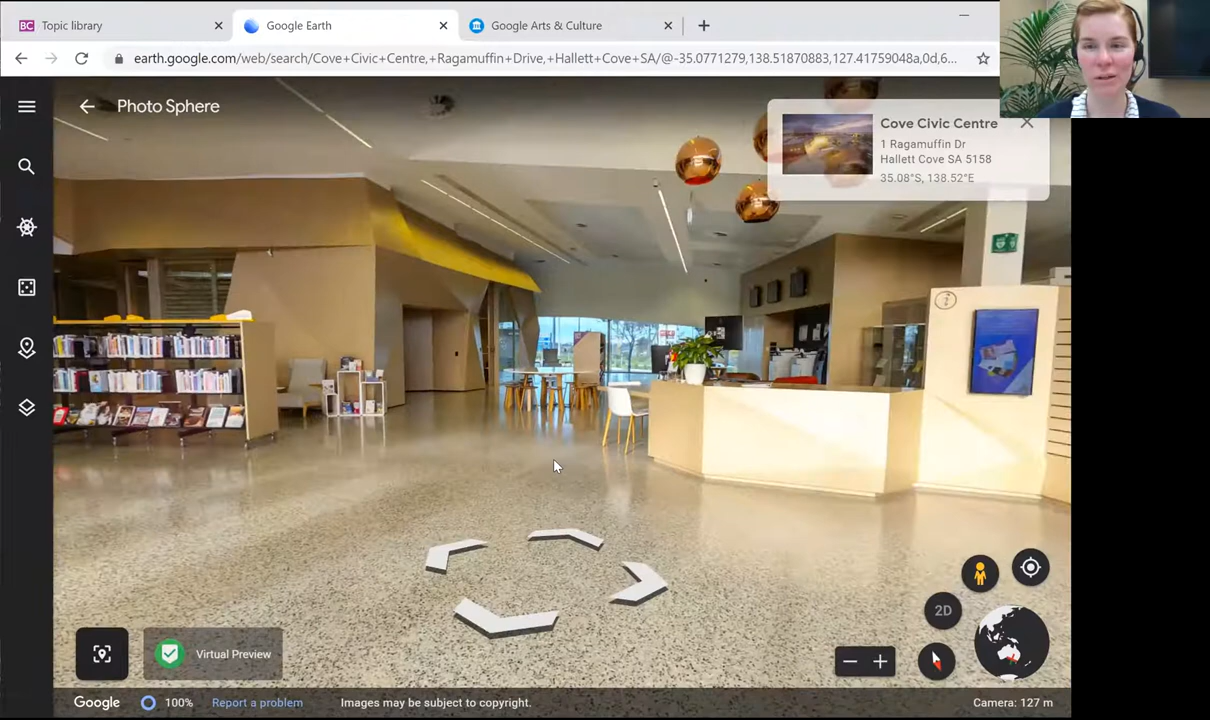 BC Topic library
Google Earth
Google Arts & Culture
earth.google.com/web/search/Cove+Civic+Centre,+Ragamuffin+Drive,+Hallett+Cove+SA/@-35.0771279,138.51870883,127.41759048a,0d,6...
Photo Sphere
Cove Civic Centre
1 Ragamuffin Dr
Hallett Cove SA 5158
35.08°S, 138.52°E
i
2D
Virtual Preview
Google
100%
Report a problem
Images may be subject to copyright.
Camera: 127 m